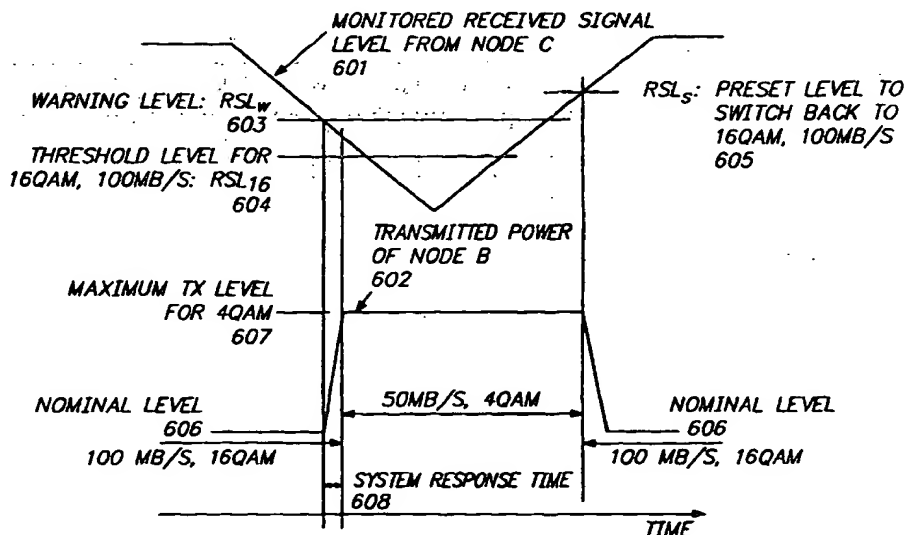 MONITORED RECEIVED SIGNAL
LEVEL FROM NODE C
601
WARNING LEVEL: RSLw
603
RSLs: PRESET LEVEL TO
SWITCH BACK TO
16QAM, 100MB/S
605
THRESHOLD LEVEL FOR
16QAM, 100MB/S: RSL16
604
TRANSMITTED POWER
OF NODE B
602
MAXIMUM TX LEVEL
FOR 4QAM
607
50MB/S, 4QAM
NOMINAL LEVEL
606
100 MB/S, 16QAM
NOMINAL LEVEL
606
100 MB/S, 16QAM
SYSTEM RESPONSE TIME
608
TIME